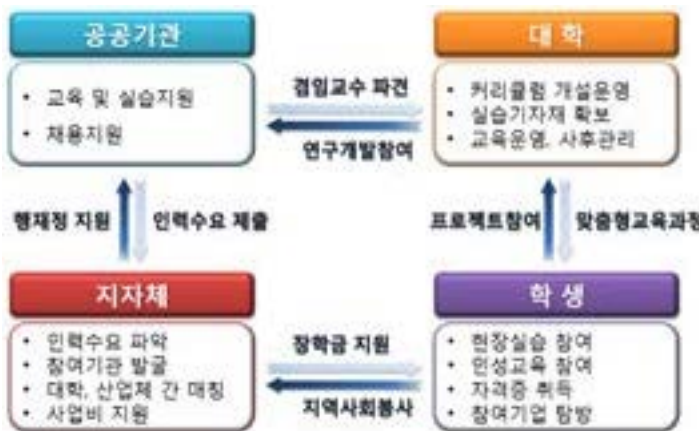 공공기관
대 학
• 교육 및 실습지원
• 채용지원
겸임교수 파견
연구개발참여
• 커리큘럼 개설운영
• 실습기자재 확보
• 교육운영, 사후관리
행재정 지원
인력수요 제출
프로젝트참여
맞춤형교육과정
지자체
학 생
• 인력수요 파악
• 참여기관 발굴
• 대학, 산업체 간 매칭
• 사업비 지원
장학금 지원
지역사회봉사
• 현장실습 참여
• 인성교육 참여
• 자격증 취득
• 참여기업 탐방